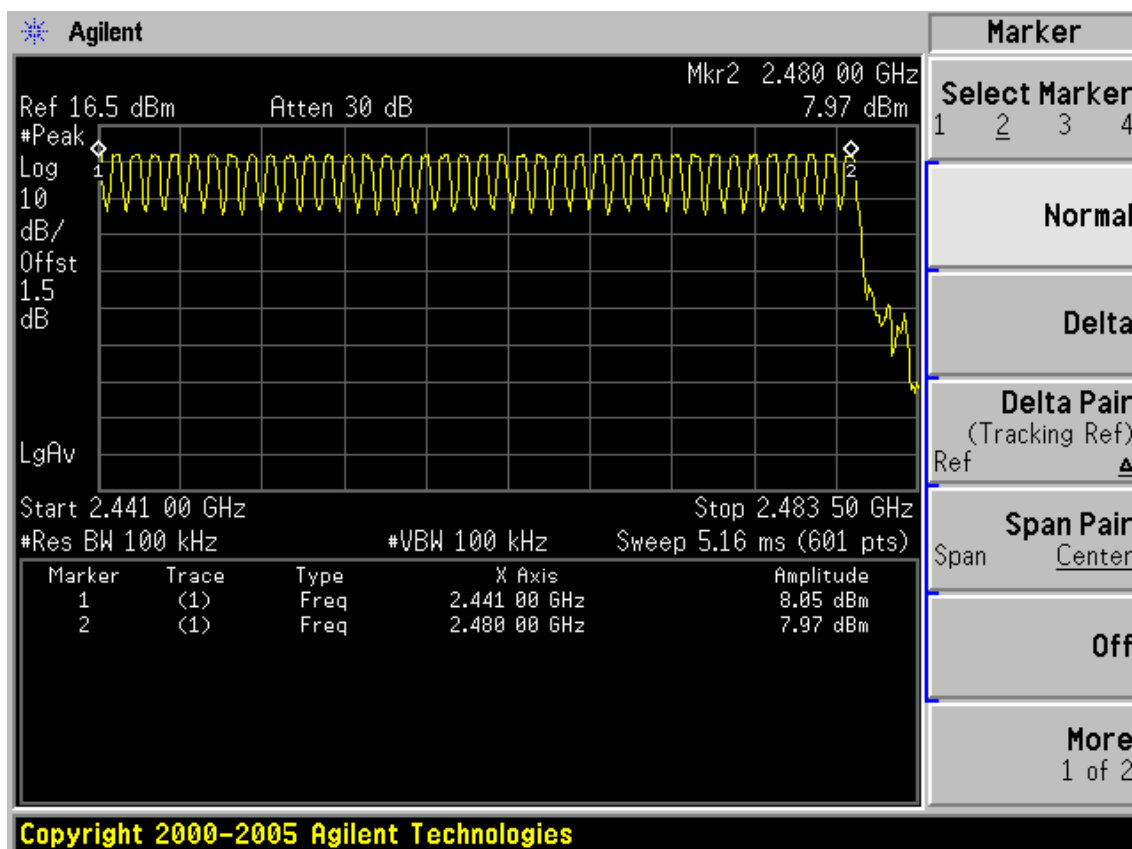 Agilent
Marker
Mkr2 2.480 00 GHz
Ref 16.5 dBm Atten 30 dB 7.97 dBm
#Peak
Log
10
dB/
Offst
1.5
dB
LgAv
1
2
Start 2.441 00 GHz Stop 2.483 50 GHz
#Res BW 100 kHz #VBW 100 kHz Sweep 5.16 ms (601 pts)
Marker Trace Type X Axis Amplitude
1 (1) Freq 2.441 00 GHz 8.05 dBm
2 (1) Freq 2.480 00 GHz 7.97 dBm
Select Marker
1 2 3 4
Normal
Delta
Delta Pair
(Tracking Ref)
Ref Δ
Span Pair
Span Center
Off
More
1 of 2
Copyright 2000-2005 Agilent Technologies